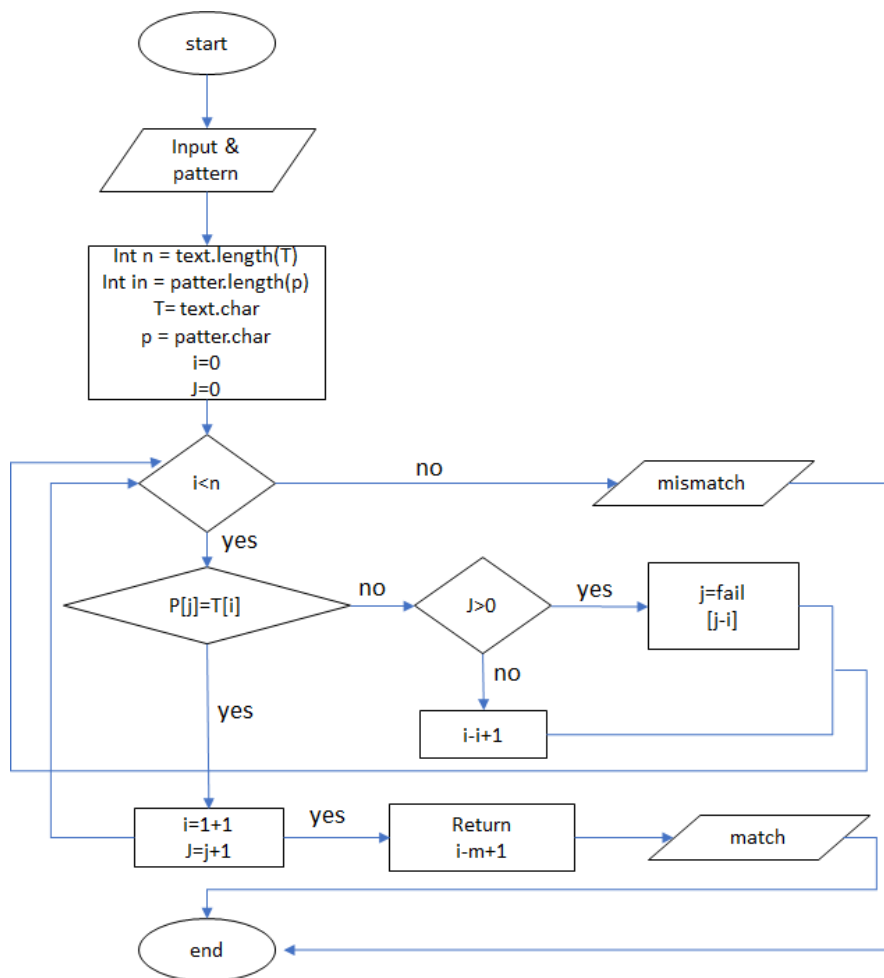 start
Input &
pattern
Int n = text.length(T)
Int in = patter.length(p)
T= text.char
p = patter.char
i=0
J=0
i<n
no
mismatch
yes
P[j]=T[i]
no
J>0
yes
j=fail
[j-i]
no
i-i+1
yes
i=1+1
J=j+1
yes
Return
i-m+1
match
end